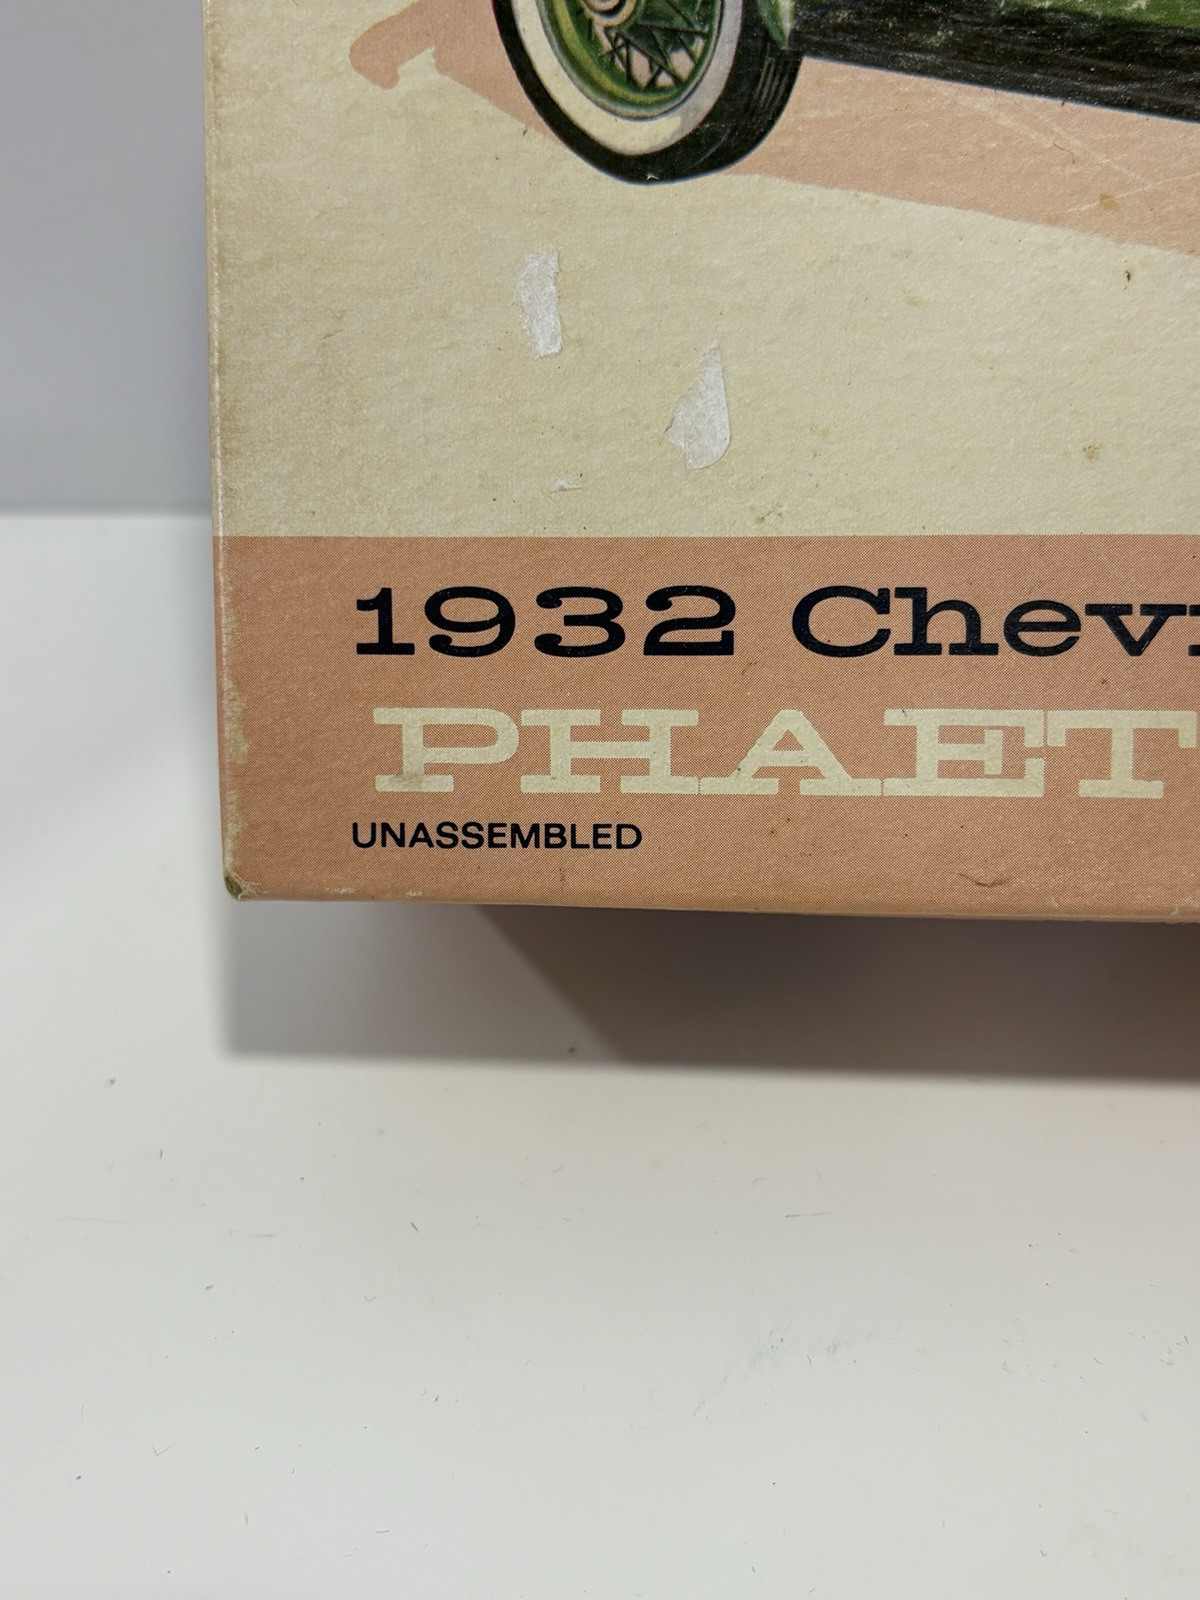 1932 Chev
PHAET
UNASSEMBLED